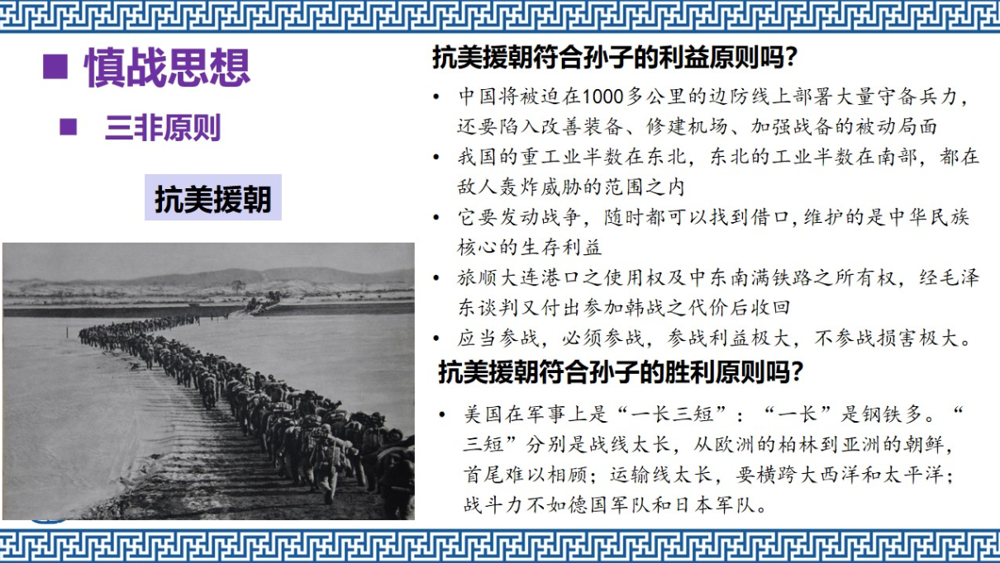 慎战思想
三非原则
抗美援朝
抗美援朝符合孙子的利益原则吗？
• 中国将被迫在1000多公里的边防线上部署大量守备兵力，
还要陷入改善装备、修建机场、加强战备的被动局面
• 我国的重工业半数在东北，东北的工业半数在南部，都在
敌人轰炸威胁的范围之内
• 它要发动战争，随时都可以找到借口,维护的是中华民族
核心的生存利益
• 旅顺大连港口之使用权及中东南满铁路之所有权，经毛泽
东谈判又付出参加韩战之代价后收回
• 应当参战，必须参战，参战利益极大，不参战损害极大。
抗美援朝符合孙子的胜利原则吗？
• 美国在军事上是“一长三短”：“一长”是钢铁多。“
三短”分别是战线太长，从欧洲的柏林到亚洲的朝鲜，
首尾难以相顾；运输线太长，要横跨大西洋和太平洋；
战斗力不如德国军队和日本军队。